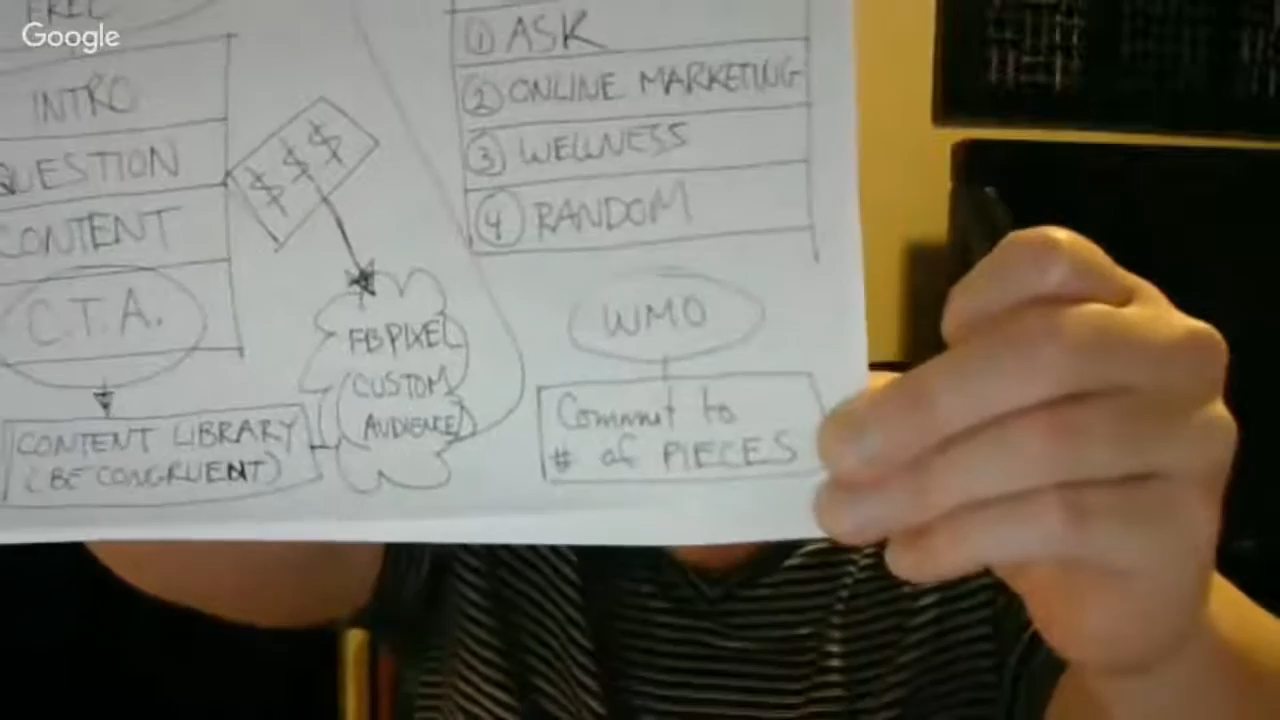 Google
INTRO
QUESTION
CONTENT
C.T.A.
CONTENT LIBRARY
(BE CONGRUENT)
$ $ $
FB PIXEL
(CUSTOM
AUDIENCE)
① ASK
② ONLINE MARKETING
③ WELLNESS
④ RANDOM
WMO
Commit to
# of PIECES